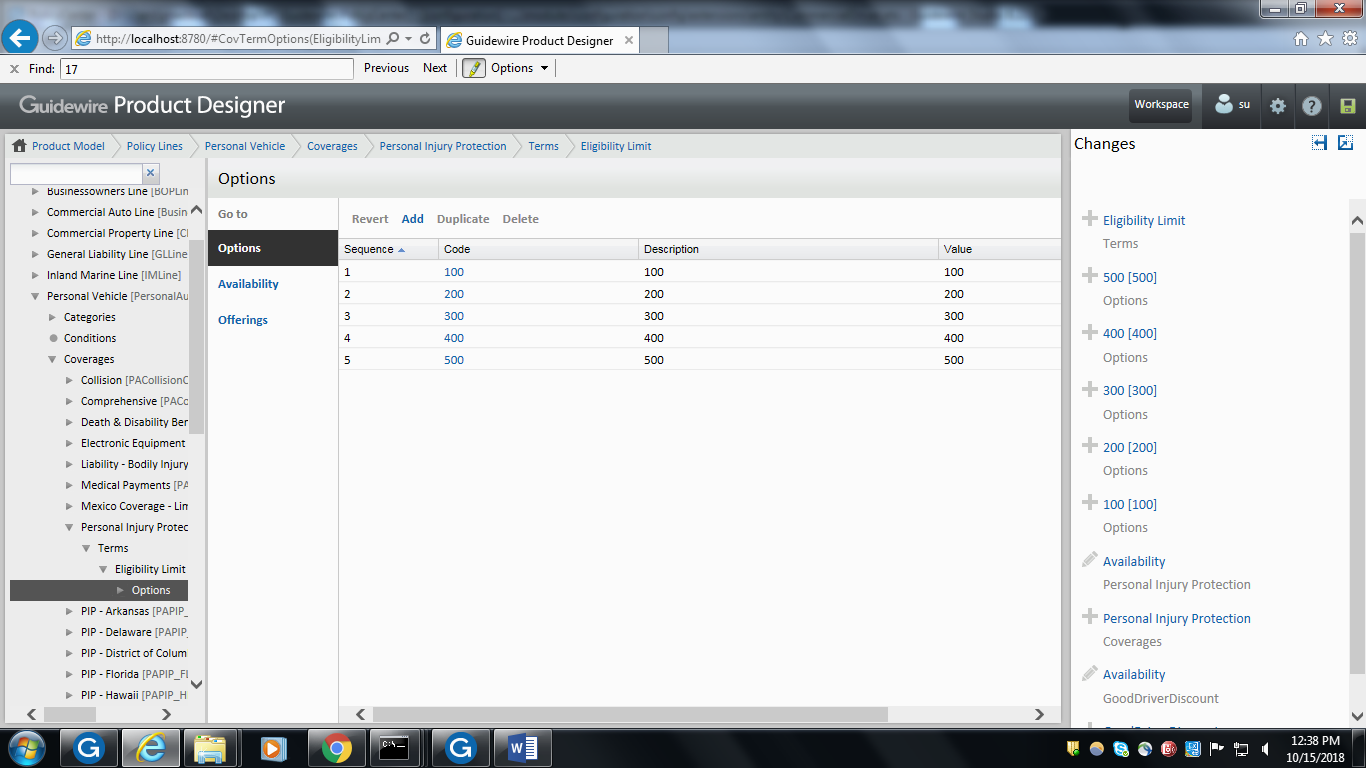 http://localhost:8780/#CovTermOptions(EligibilityLim
Guidewire Product Designer
x Find: 17 Previous Next Options
Guidewire Product Designer
Workspace su
Product Model Policy Lines Personal Vehicle Coverages Personal Injury Protection Terms Eligibility Limit
Businessowners Line [BOPLin
Commercial Auto Line [Busin
Commercial Property Line [C
General Liability Line [GLLine
Inland Marine Line [IMLine]
Personal Vehicle [PersonalAu
Categories
Conditions
Coverages
Collision [PACollisionC
Comprehensive [PACo
Death & Disability Ber
Electronic Equipment
Liability - Bodily Injury
Medical Payments [PA
Mexico Coverage - Lim
Personal Injury Protec
Terms
Eligibility Limit
Options
PIP - Arkansas [PAPIP_
PIP - Delaware [PAPIP_
PIP - District of Colum
PIP - Florida [PAPIP_FL
PIP - Hawaii [PAPIP_H
Options
Go to
Options
Availability
Offerings
Revert Add Duplicate Delete
Sequence Code Description Value
1 100 100 100
2 200 200 200
3 300 300 300
4 400 400 400
5 500 500 500
Changes
Eligibility Limit
Terms
500 [500]
Options
400 [400]
Options
300 [300]
Options
200 [200]
Options
100 [100]
Options
Availability
Personal Injury Protection
Personal Injury Protection
Coverages
Availability
GoodDriverDiscount
12:38 PM
10/15/2018